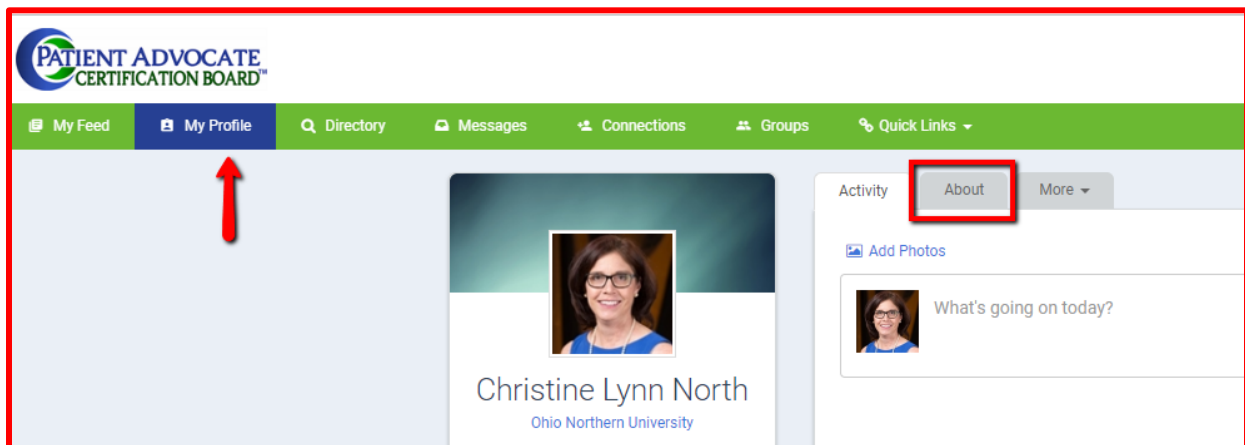 PATIENT ADVOCATE
CERTIFICATION BOARD™
My Feed My Profile Directory Messages Connections Groups Quick Links
Activity About More
Add Photos
What's going on today?
Christine Lynn North
Ohio Northern University